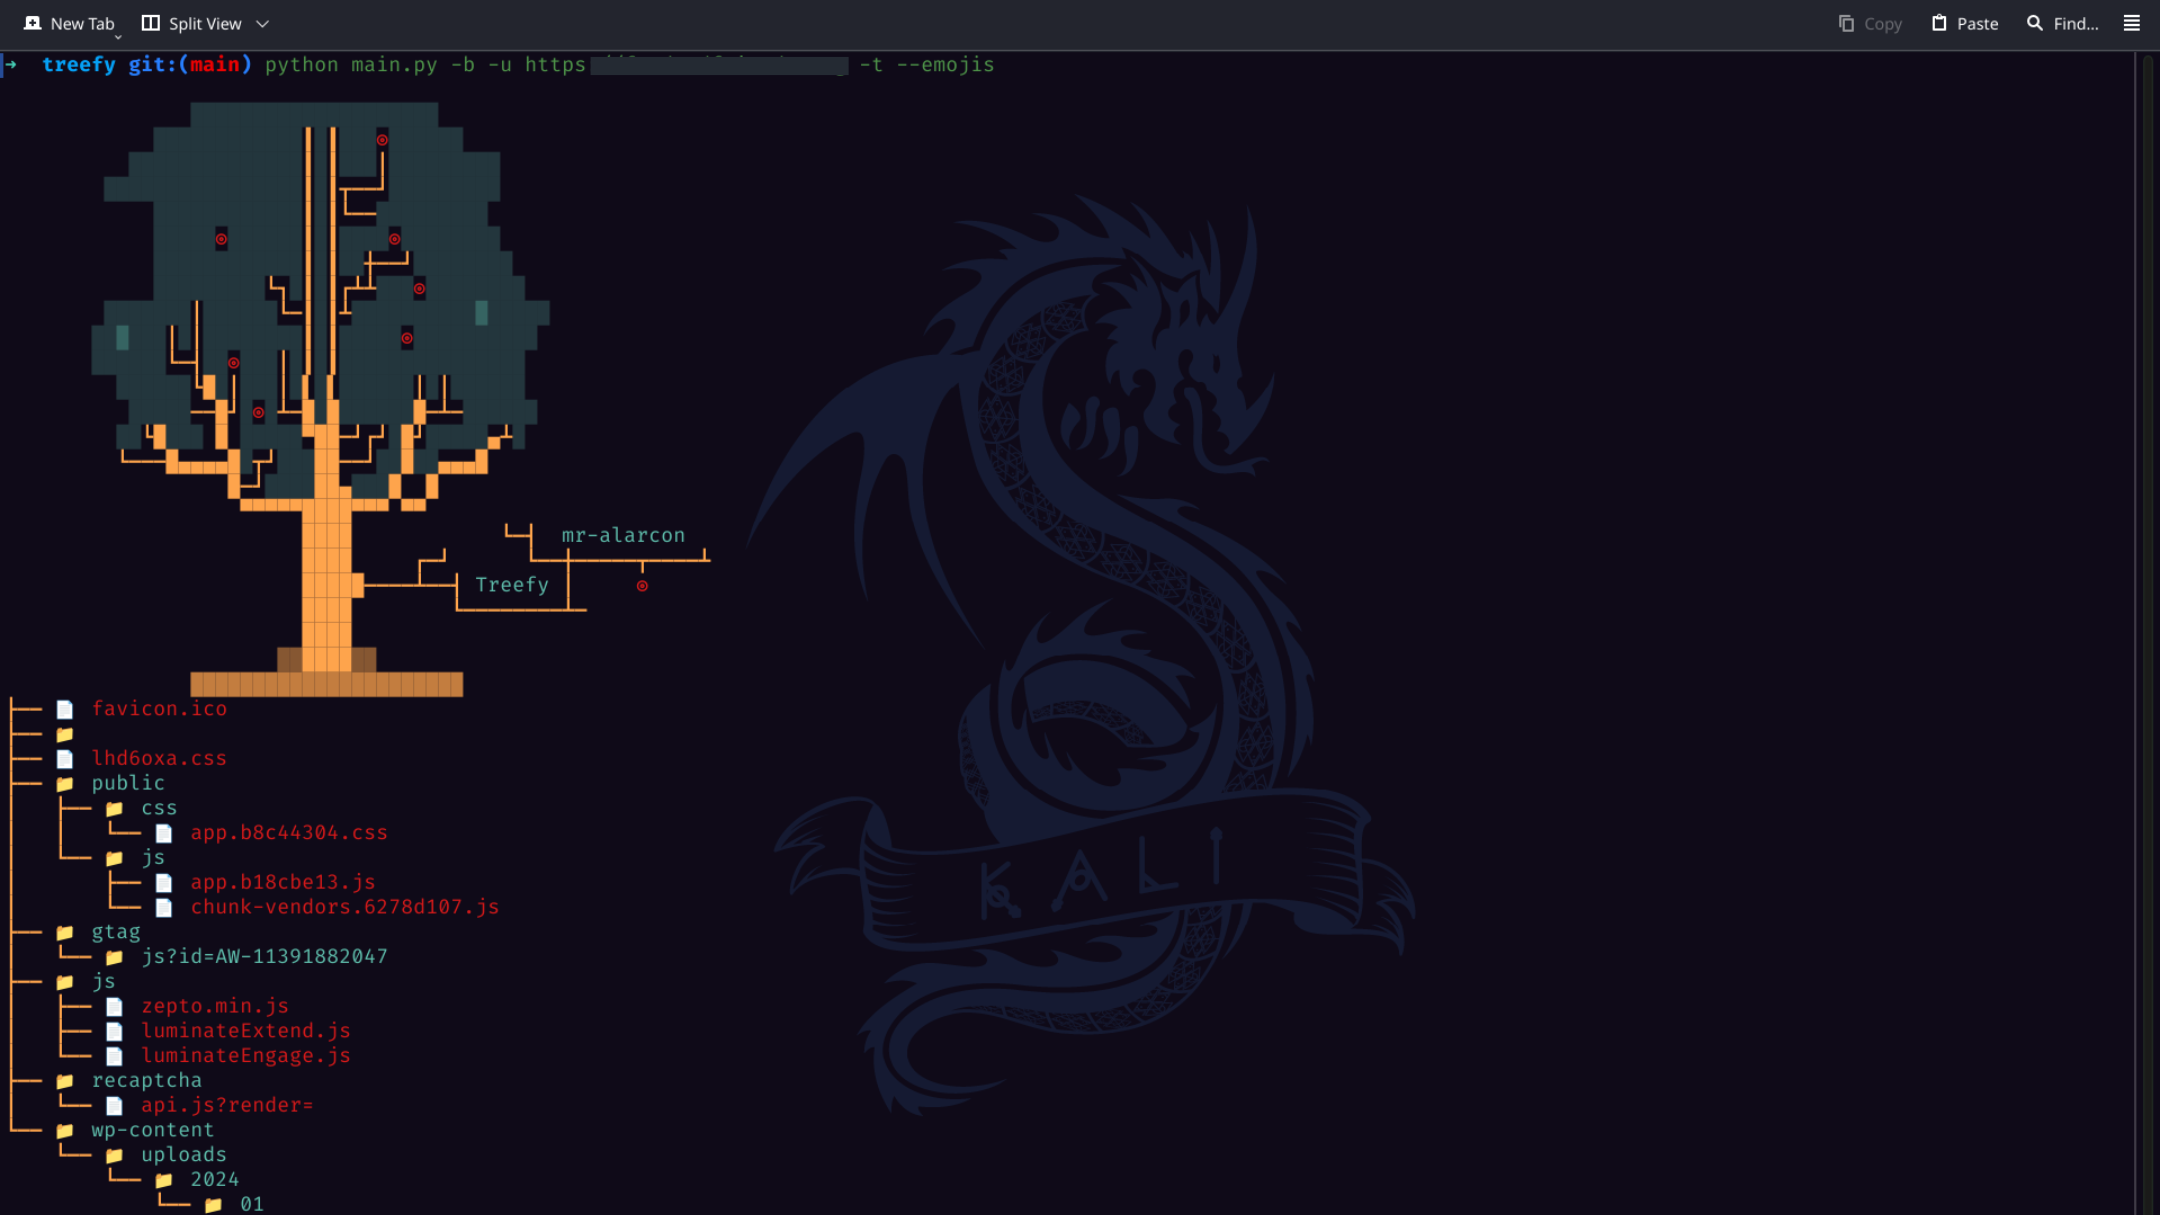 New Tab Split View Copy Paste Find...
→ treefy git:(main) python main.py -b -u https -t --emojis
mr-alarcon
Treefy
├── 📄 favicon.ico
├── 📁
├── 📄 lhd6oxa.css
├── 📁 public
│   ├── 📁 css
│   │   └── 📄 app.b8c44304.css
│   └── 📁 js
│       ├── 📄 app.b18cbe13.js
│       └── 📄 chunk-vendors.6278d107.js
├── 📁 gtag
│   └── 📁 js?id=AW-11391882047
├── 📁 js
│   ├── 📄 zepto.min.js
│   ├── 📄 luminateExtend.js
│   └── 📄 luminateEngage.js
├── 📁 recaptcha
│   └── 📄 api.js?render=
└── 📁 wp-content
    └── 📁 uploads
        └── 📁 2024
            └── 📁 01
KALI